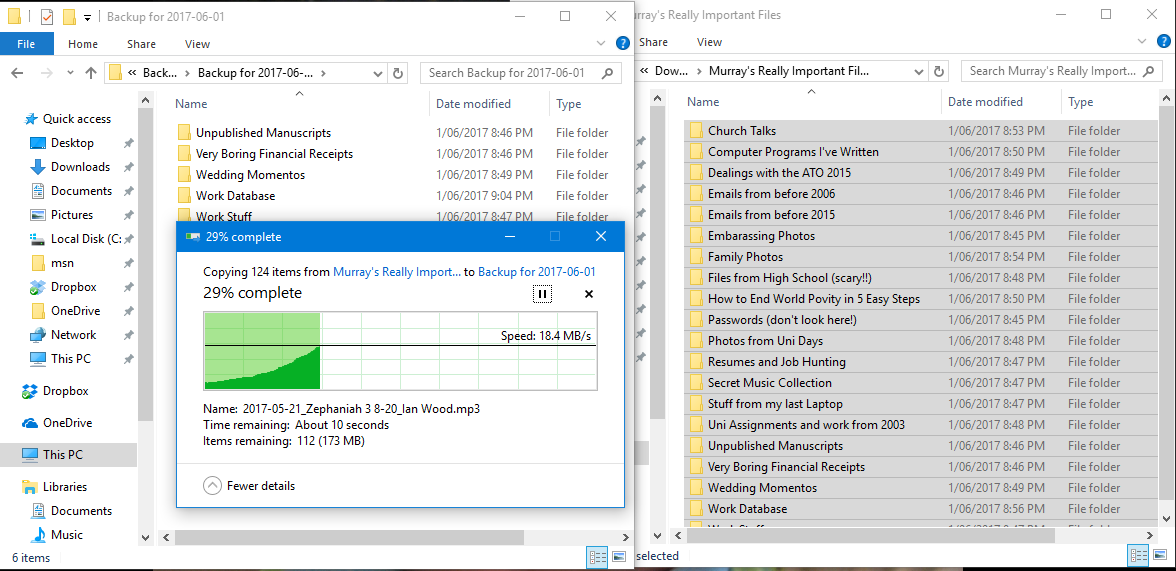 Backup for 2017-06-01
File Home Share View
« Back... › Backup for 2017-06-... ›
Search Backup for 2017-06-01
Name Date modified Type
Quick access
Desktop
Downloads
Documents
Pictures
Local Disk (C:
msn
Dropbox
OneDrive
Network
This PC
Dropbox
OneDrive
This PC
Libraries
Documents
Music
Unpublished Manuscripts 1/06/2017 8:46 PM File folder
Very Boring Financial Receipts 1/06/2017 8:46 PM File folder
Wedding Momentos 1/06/2017 8:49 PM File folder
Work Database 1/06/2017 9:04 PM File folder
Work Stuff 1/06/2017 8:47 PM File folder
6 items
29% complete
Copying 124 items from Murray's Really Import... to Backup for 2017-06-01
29% complete
Speed: 18.4 MB/s
Name: 2017-05-21_Zephaniah 3 8-20_Ian Wood.mp3
Time remaining: About 10 seconds
Items remaining: 112 (173 MB)
Fewer details
Murray's Really Important Files
Share View
« Dow... › Murray's Really Important Fil...
Search Murray's Really Import...
Name Date modified Type
Church Talks 1/06/2017 8:53 PM File folder
Computer Programs I've Written 1/06/2017 8:50 PM File folder
Dealings with the ATO 2015 1/06/2017 8:49 PM File folder
Emails from before 2006 1/06/2017 8:46 PM File folder
Emails from before 2015 1/06/2017 8:46 PM File folder
Embarassing Photos 1/06/2017 8:45 PM File folder
Family Photos 1/06/2017 8:54 PM File folder
Files from High School (scary!!) 1/06/2017 8:48 PM File folder
How to End World Povity in 5 Easy Steps 1/06/2017 8:50 PM File folder
Passwords (don't look here!) 1/06/2017 8:46 PM File folder
Photos from Uni Days 1/06/2017 8:48 PM File folder
Resumes and Job Hunting 1/06/2017 8:47 PM File folder
Secret Music Collection 1/06/2017 8:47 PM File folder
Stuff from my last Laptop 1/06/2017 8:48 PM File folder
Uni Assignments and work from 2003 1/06/2017 8:47 PM File folder
Unpublished Manuscripts 1/06/2017 8:46 PM File folder
Very Boring Financial Receipts 1/06/2017 8:46 PM File folder
Wedding Momentos 1/06/2017 8:49 PM File folder
Work Database 1/06/2017 8:56 PM File folder
Work Stuff 1/06/2017 8:47 PM File folder
selected